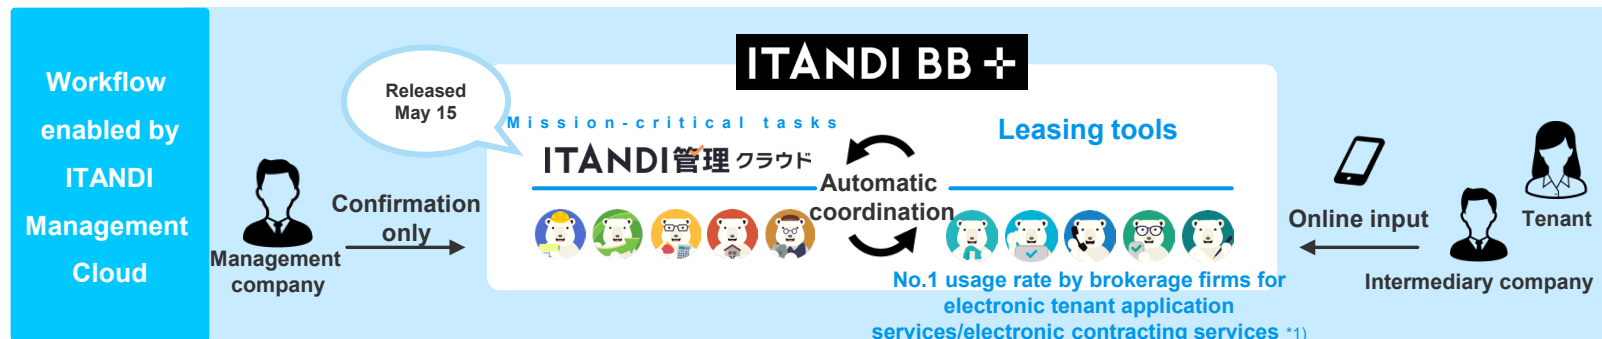 Workflow
enabled by
ITANDI
Management
Cloud
ITANDI BB +
Released
May 15
Mission-critical tasks
ITANDI管理クラウド
Leasing tools
Automatic
coordination
Management
company
Confirmation
only
Online input
Tenant
Intermediary company
No.1 usage rate by brokerage firms for
electronic tenant application
services/electronic contracting services *1)